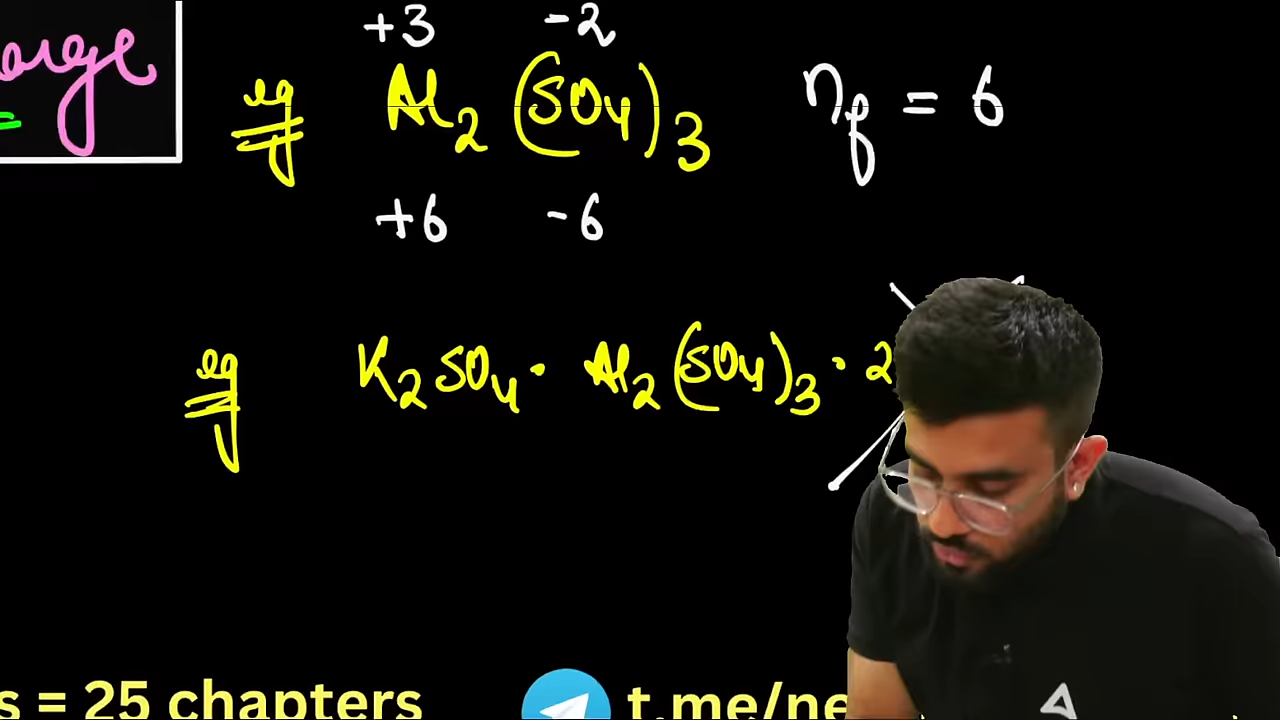 arge
+3 -2
eg Al2 (SO4)3 nf = 6
+6 -6
eg K2SO4 · Al2(SO4)3 · 2
s = 25 chapters
t.me/ne